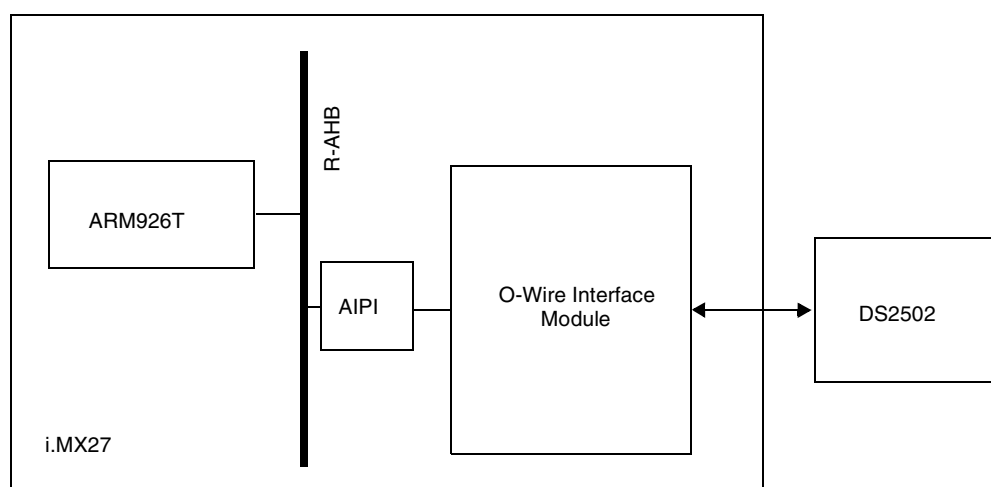 R-AHB
ARM926T
AIPI
O-Wire Interface
Module
DS2502
i.MX27